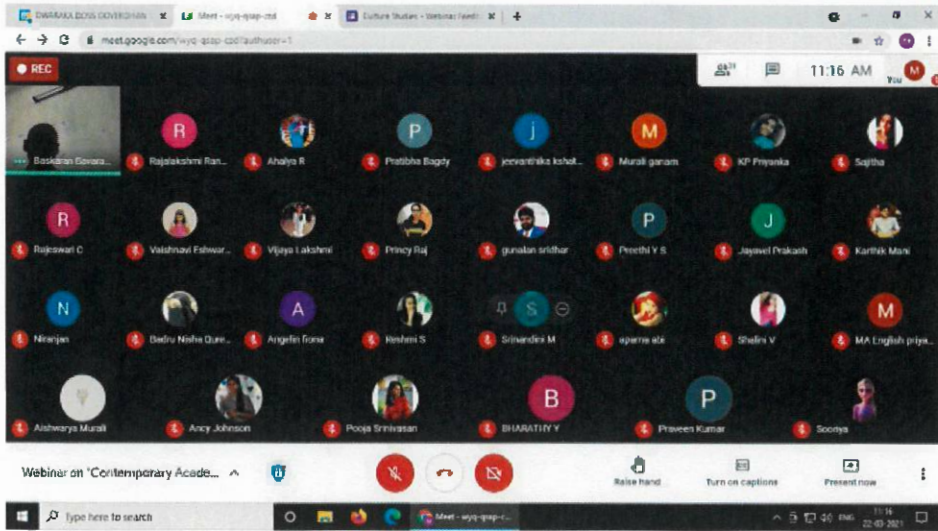 DWARAKA DOSS GOVERDHAN
Meet - wyq-qsap-czd
Culture Studies - Webinar Feedb
meet.google.com/wyq-qsap-czd?authuser=1
REC
31
11:16 AM
You
M
Baskaran Govara...
R
Rajalakshmi Ran...
Ahalya R
P
Pratibha Bagdy
j
jeevanthika kshat...
M
Murali ganam
KP Priyanka
Sajitha
R
Rajeswari C
Vaishnavi Eshwar...
Vijaya Lakshmi
Princy Raj
gunalan sridhar
P
Preethi Y S
J
Jayavel Prakash
Karthik Mani
N
Niranjan
Badru Nisha Qure...
A
Angelin fiona
Reshmi S
S
Srinandini M
aparna abi
Shalini V
M
MA English priya...
Aishwarya Murali
Ancy Johnson
Pooja Srinivasan
B
BHARATHY Y
P
Praveen Kumar
Soonya
Webinar on "Contemporary Acade...
Raise hand
Turn on captions
Present now
Type here to search
Meet - wyq-qsap-c...
ENG
11:16
22-03-2021